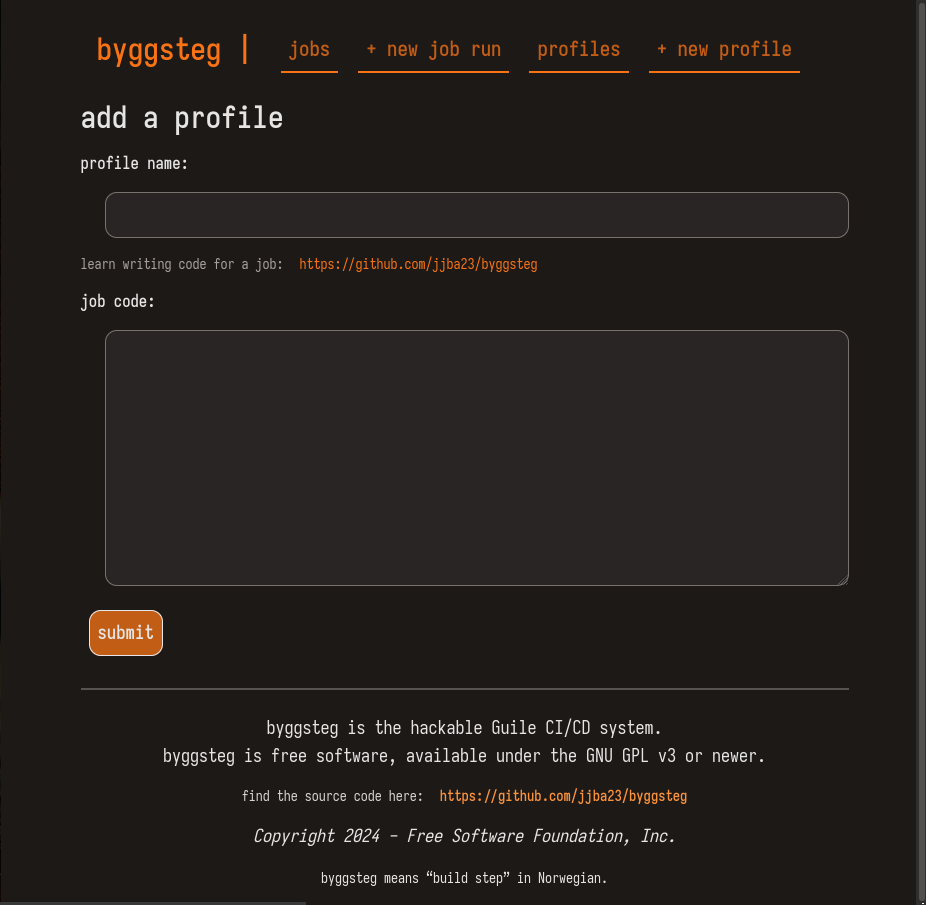 byggsteg | jobs + new job run profiles + new profile
add a profile
profile name:
learn writing code for a job: https://github.com/jjba23/byggsteg
job code:
submit
byggsteg is the hackable Guile CI/CD system.
byggsteg is free software, available under the GNU GPL v3 or newer.
find the source code here: https://github.com/jjba23/byggsteg
Copyright 2024 – Free Software Foundation, Inc.
byggsteg means “build step” in Norwegian.